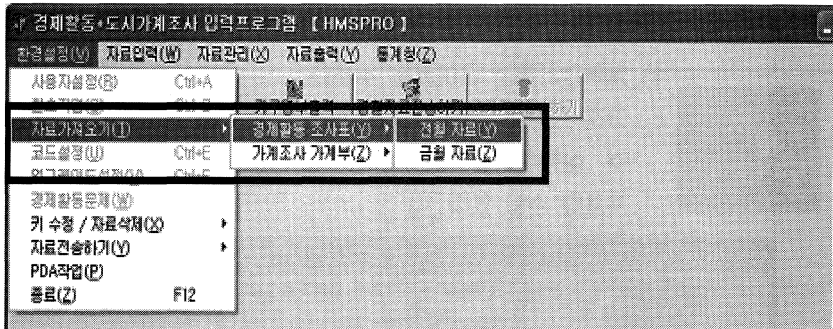 경제활동•도시가계조사 입력프로그램 【 HMSPRO 】
환경설정(V) 자료입력(W) 자료관리(X) 자료출력(Y) 통계청(Z)
사용자설정(R) Ctrl+A
자료가져오기(T) 경제활동 조사표(Y) 전월 자료(Y)
코드설정(U) Ctrl+E 가계조사 가계부(Z) 금월 자료(Z)
경제활동문제(W)
키 수정 / 자료삭제(X)
자료전송하기(Y)
PDA작업(P)
종료(Z) F12